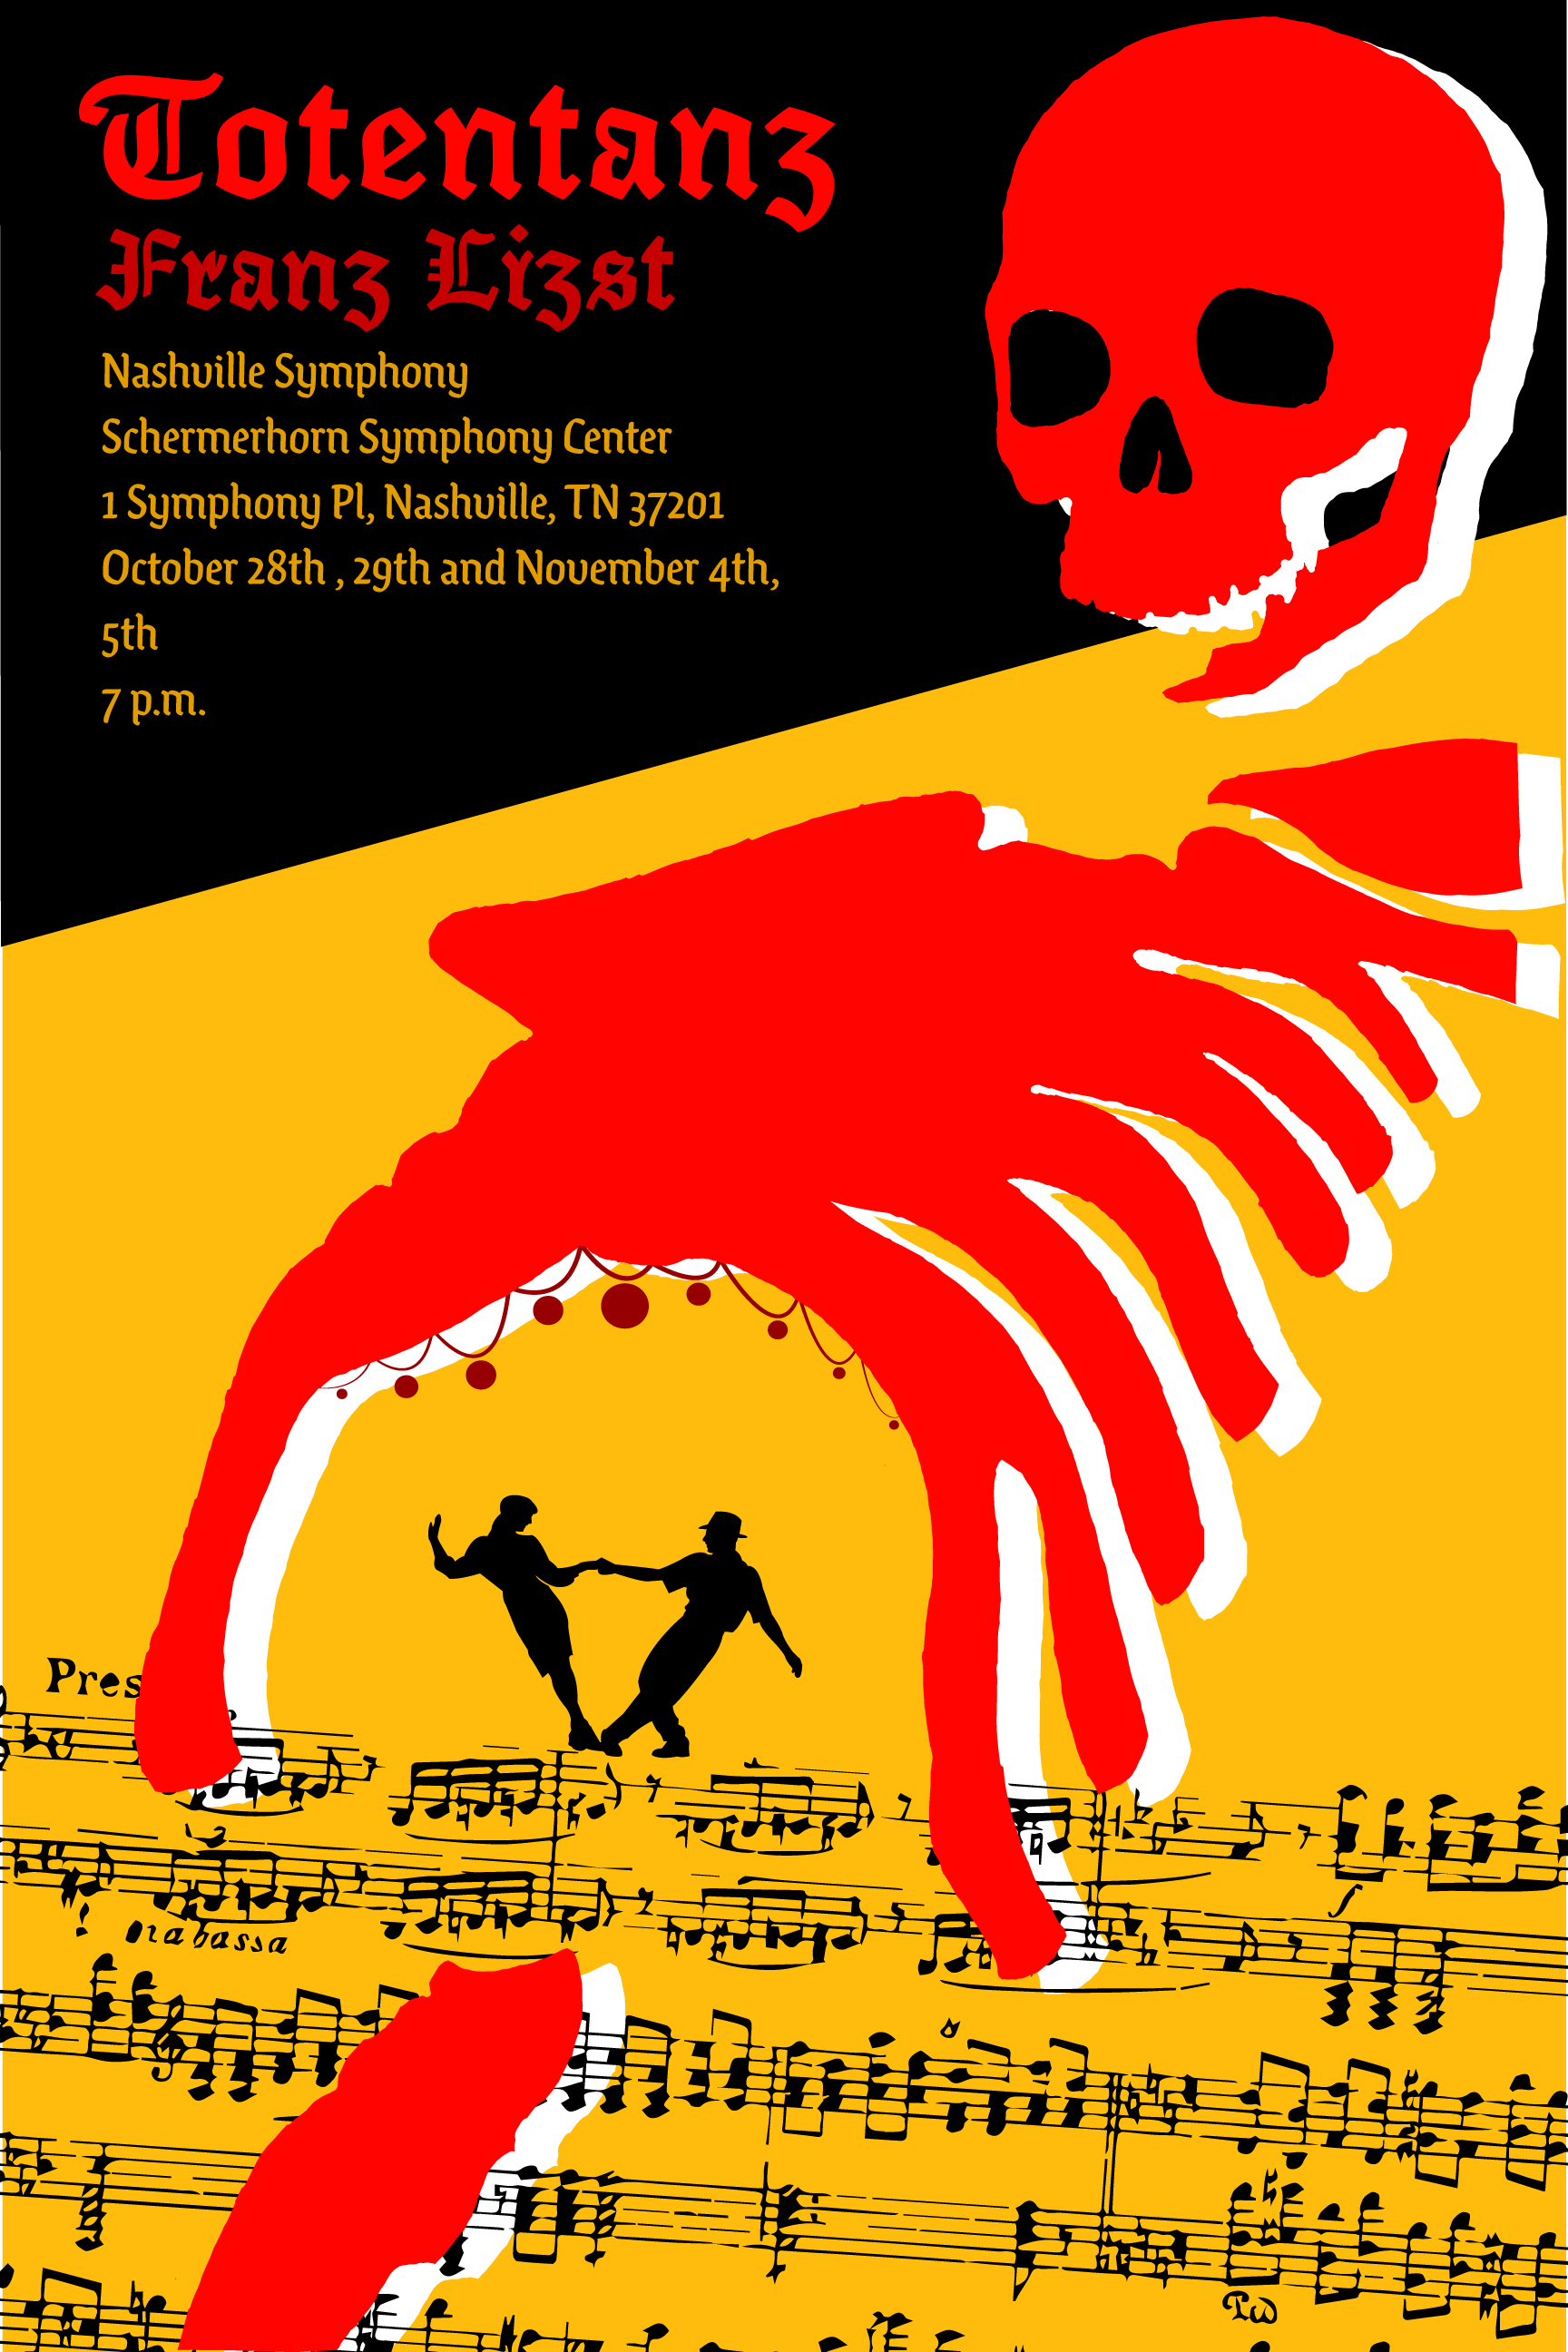 Totentanz
Franz Lizst
Nashville Symphony
Schermerhorn Symphony Center
1 Symphony Pl, Nashville, TN 37201
October 28th , 29th and November 4th,
5th
7 p.m.
Pres